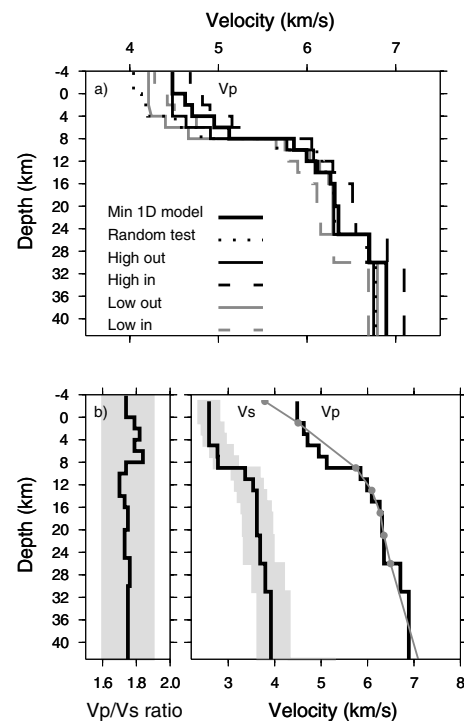 Velocity (km/s)
4 5 6 7
-4
0
4
8
12
16
20
24
28
32
36
40
Depth (km)
a)
Vp
Min 1D model
Random test
High out
High in
Low out
Low in
-4
0
4
8
12
16
20
24
28
32
36
40
Depth (km)
b)
Vs Vp
1.6 1.8 2.0
Vp/Vs ratio
3 4 5 6 7 8
Velocity (km/s)